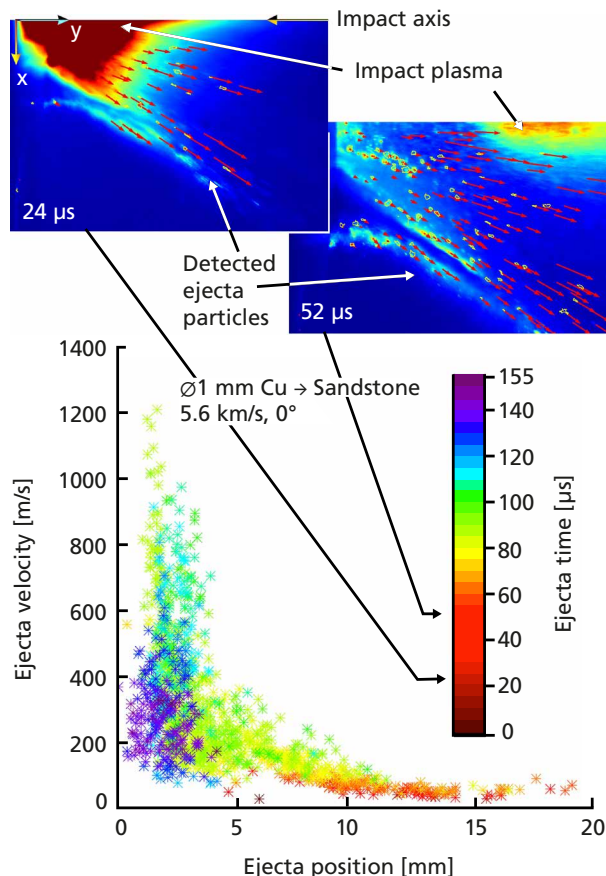 Impact axis
y
Impact plasma
x
24 µs
Detected
ejecta
particles
52 µs
1400
1200
1000
800
600
400
200
0
Ejecta velocity [m/s]
∅1 mm Cu → Sandstone
5.6 km/s, 0°
155
140
120
100
80
60
40
20
0
Ejecta time [µs]
0
5
10
15
20
Ejecta position [mm]